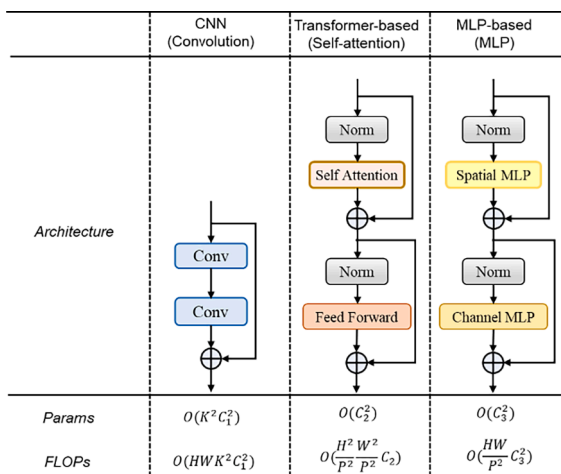 CNN
(Convolution)
Transformer-based
(Self-attention)
MLP-based
(MLP)
Architecture
Conv
Conv
Norm
Self Attention
Norm
Feed Forward
Norm
Spatial MLP
Norm
Channel MLP
Params
O(K²C₁²)
O(C₂²)
O(C₃²)
FLOPs
O(HWK²C₁²)
O(H²/P² W²/P² C₂)
O(HW/P² C₃²)